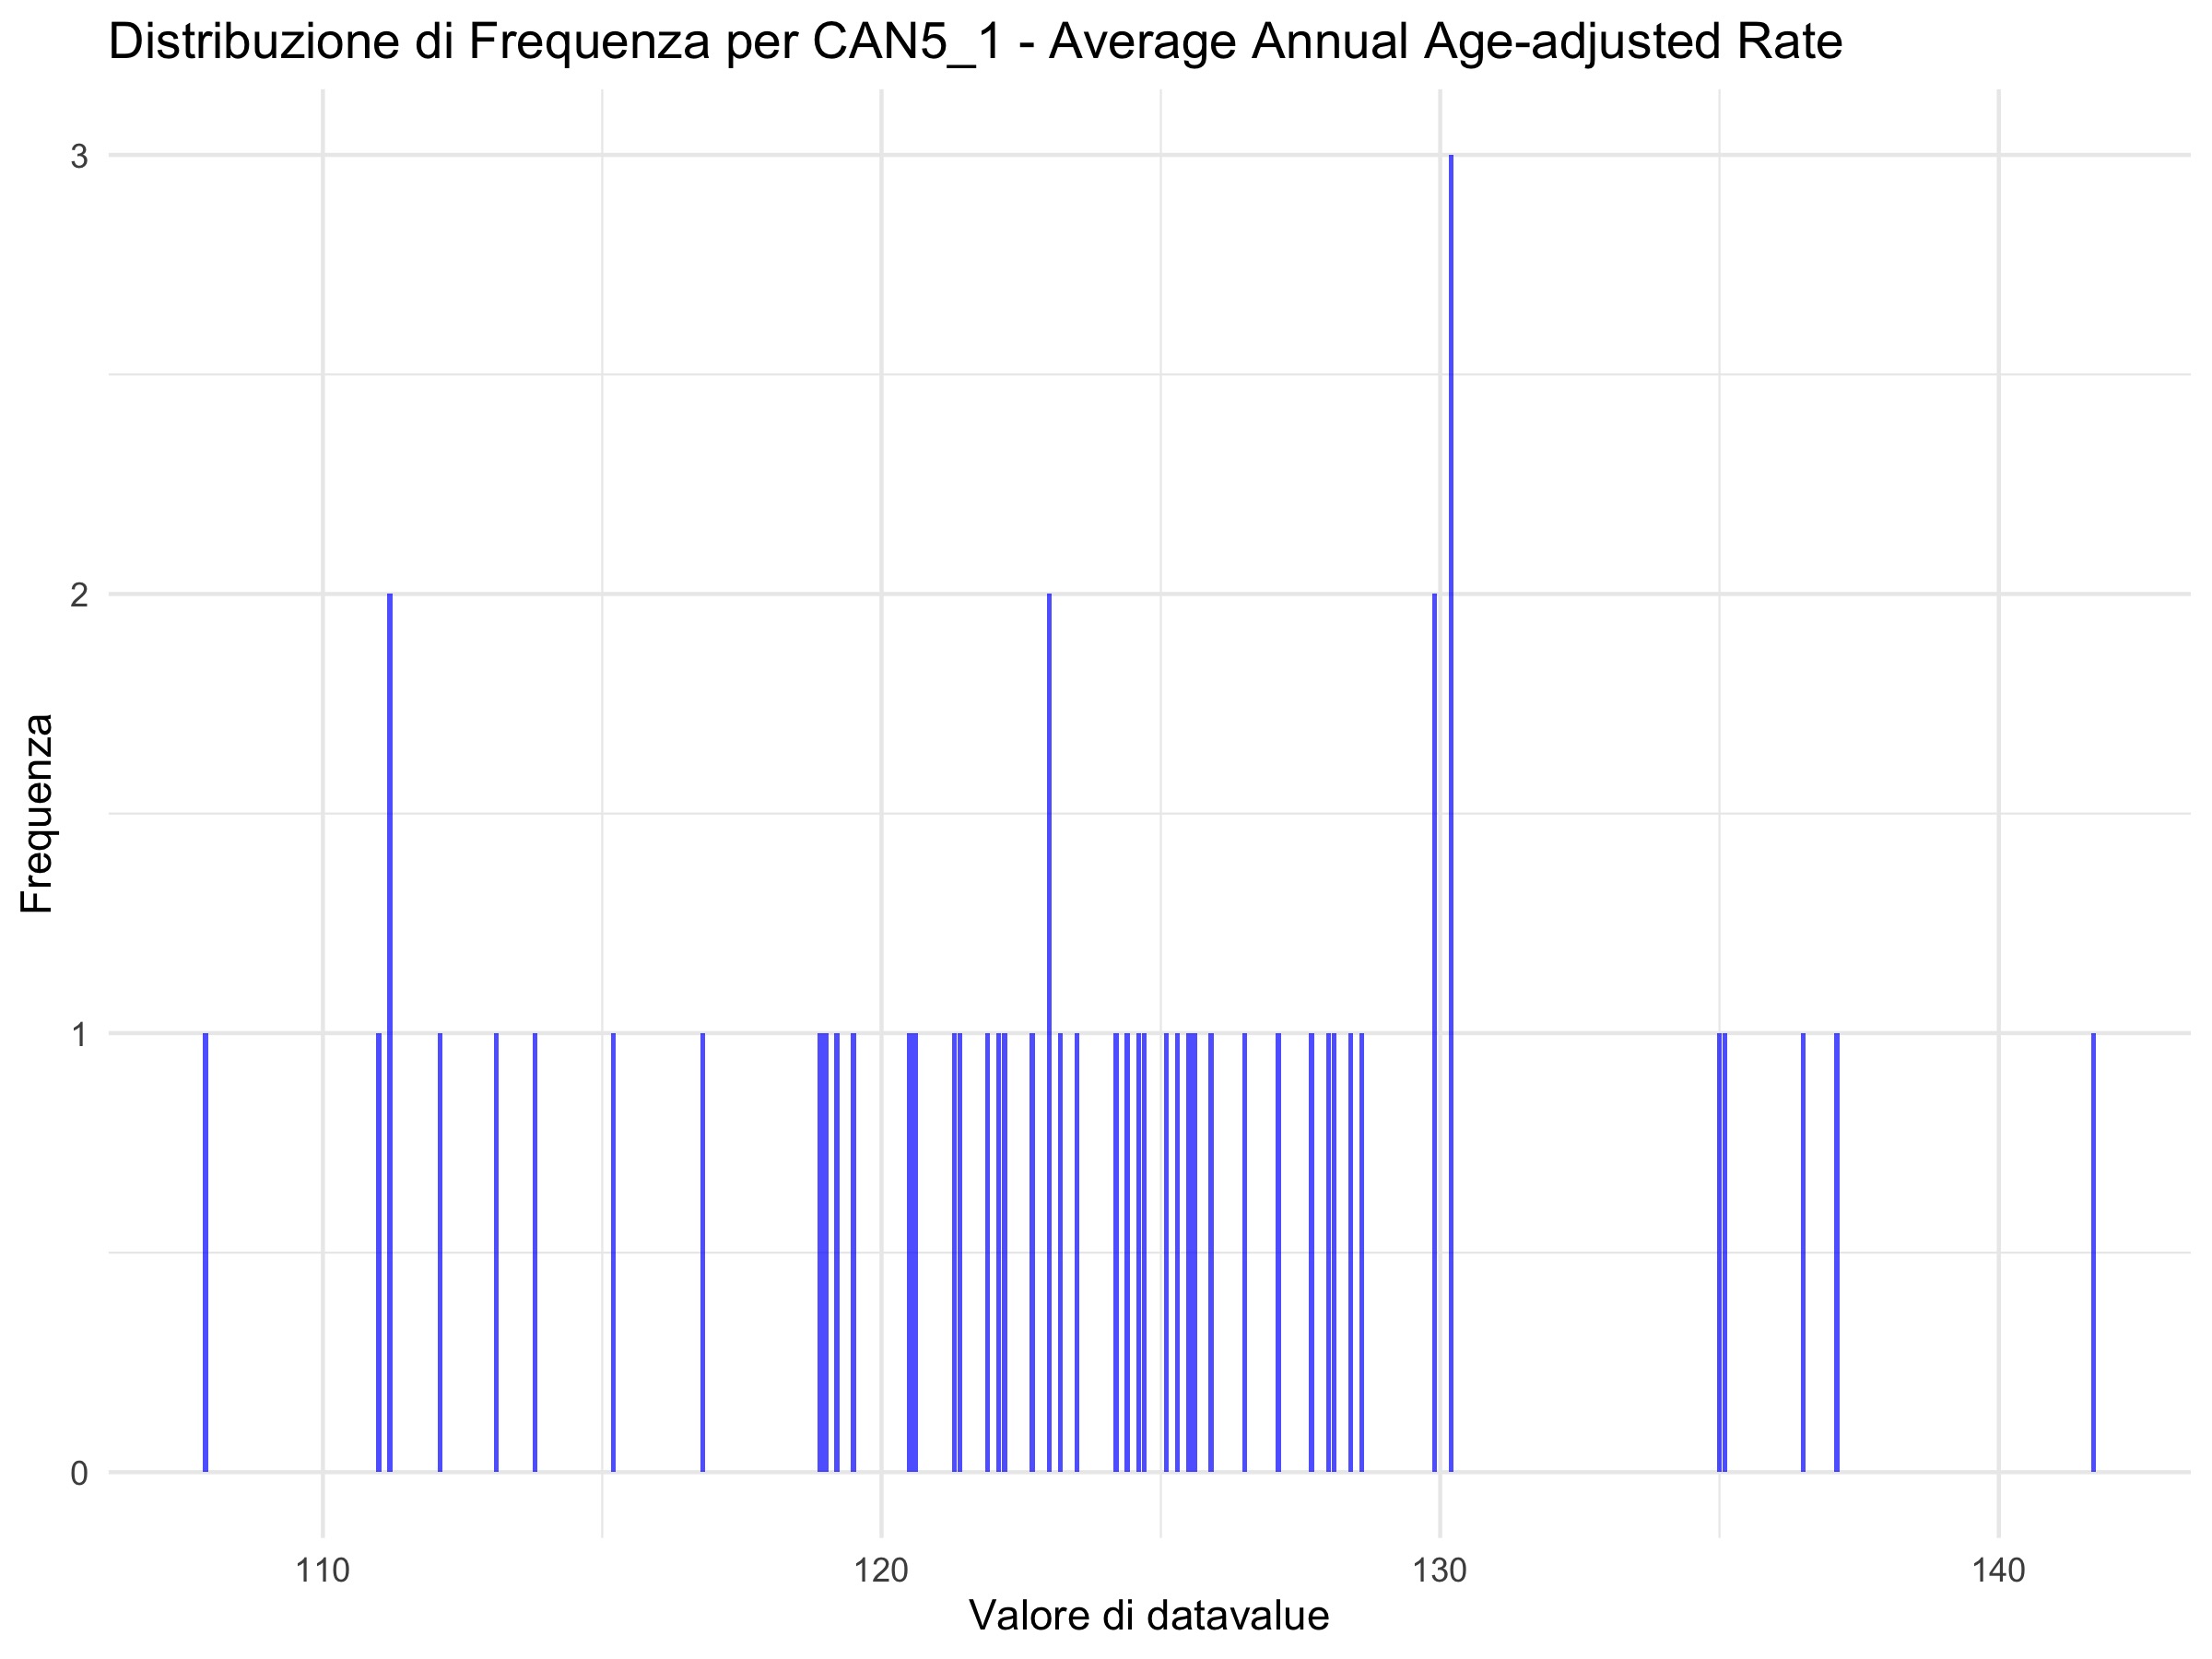 Distribuzione di Frequenza per CAN5_1 - Average Annual Age-adjusted Rate
3
2
1
0
Frequenza
110 120 130 140
Valore di datavalue